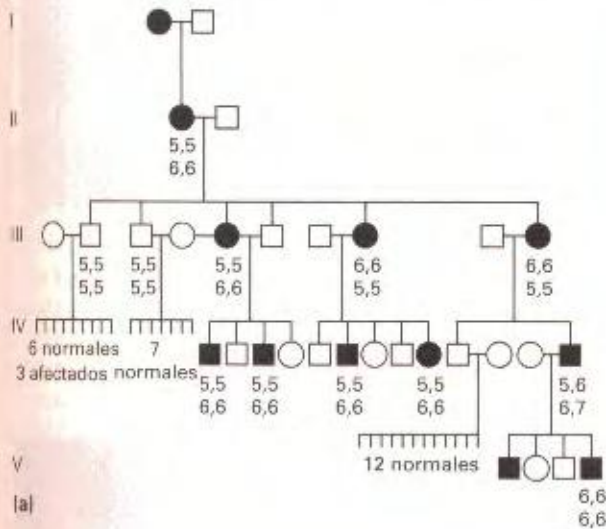 I
II
5,5
6,6
III
5,5 5,5 5,5 6,6 6,6
5,5 5,5 6,6 5,5 5,5
IV
6 normales 7
3 afectados normales
5,5 5,5 5,5 5,5 5,6
6,6 6,6 6,6 6,6 6,7
12 normales
V
6,6
6,6
(a)